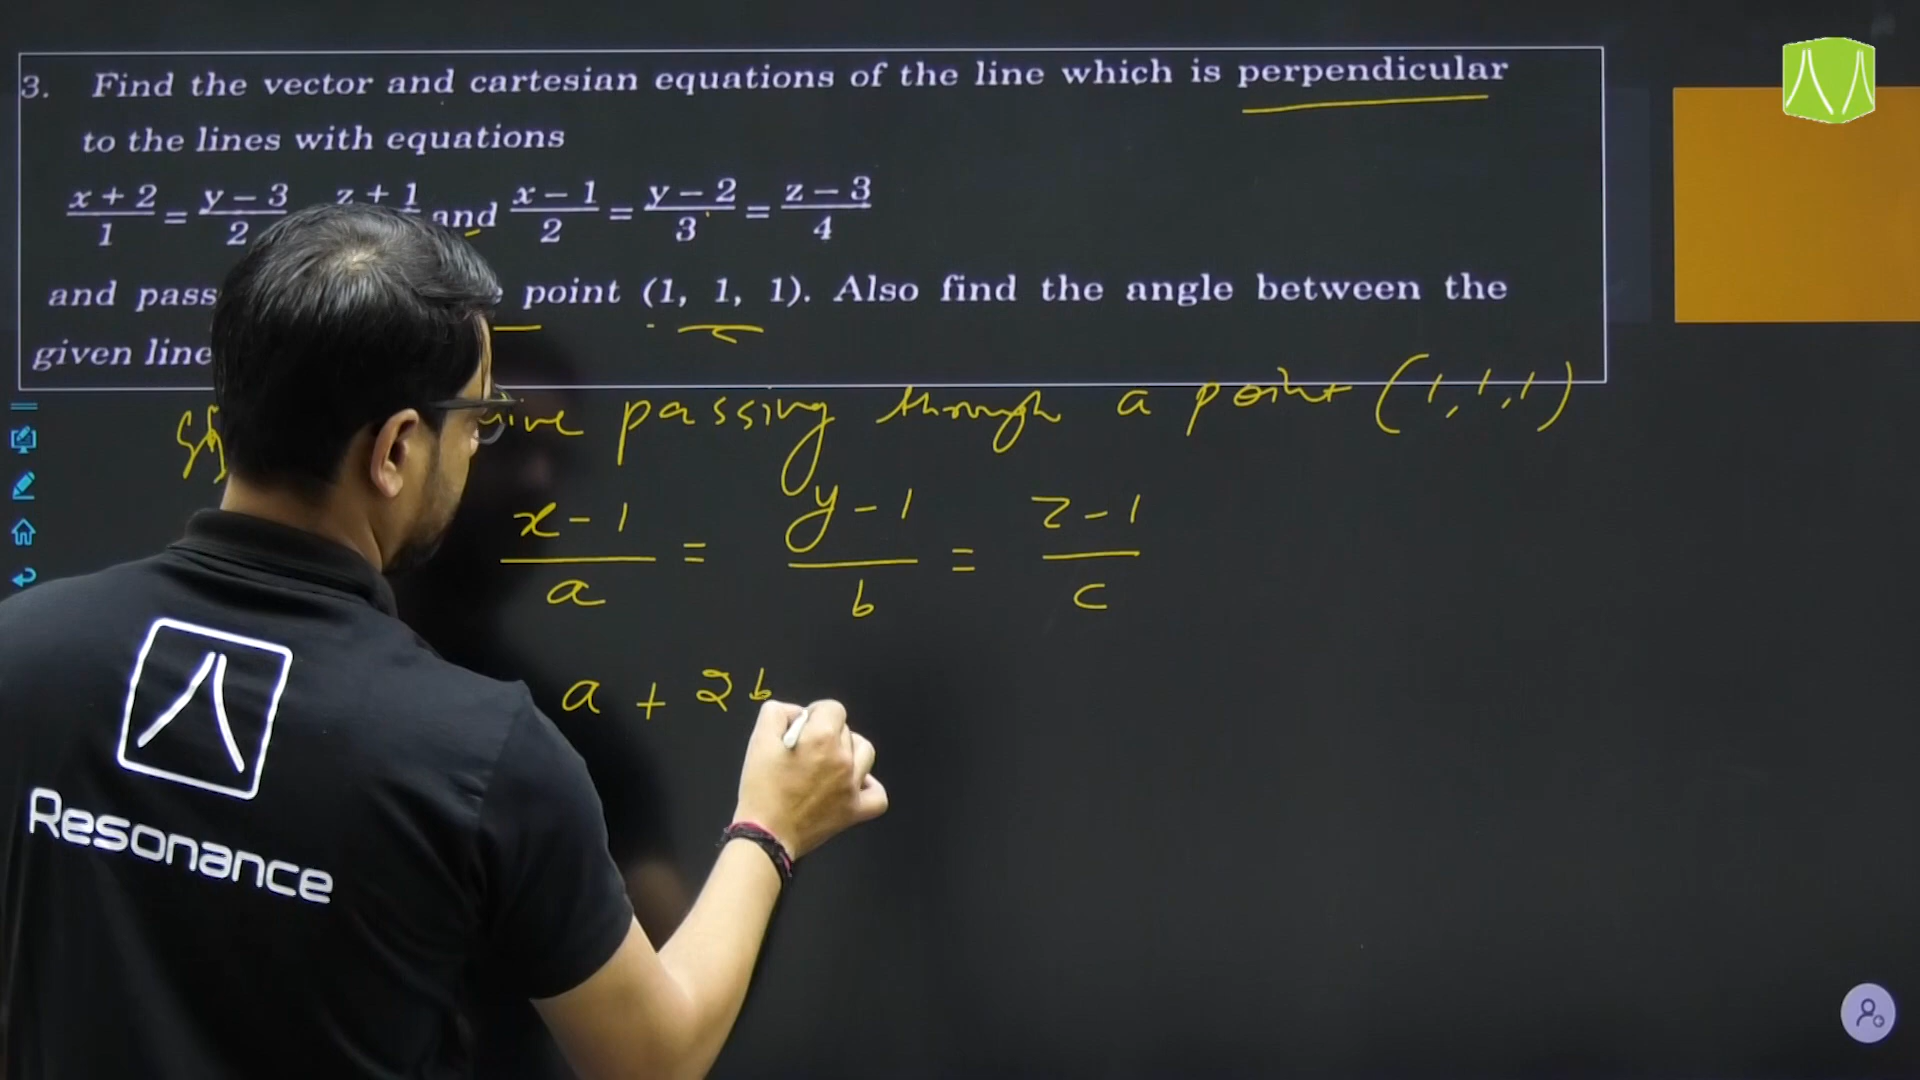 3. Find the vector and cartesian equations of the line which is perpendicular
to the lines with equations
x + 2 / 1 = y – 3 / 2 z + 1 and x – 1 / 2 = y – 2 / 3 = z – 3 / 4
and pass point (1, 1, 1). Also find the angle between the
given line
passing through a point (1, 1, 1)
x - 1 / a = y - 1 / b = z - 1 / c
a + 2b
Resonance